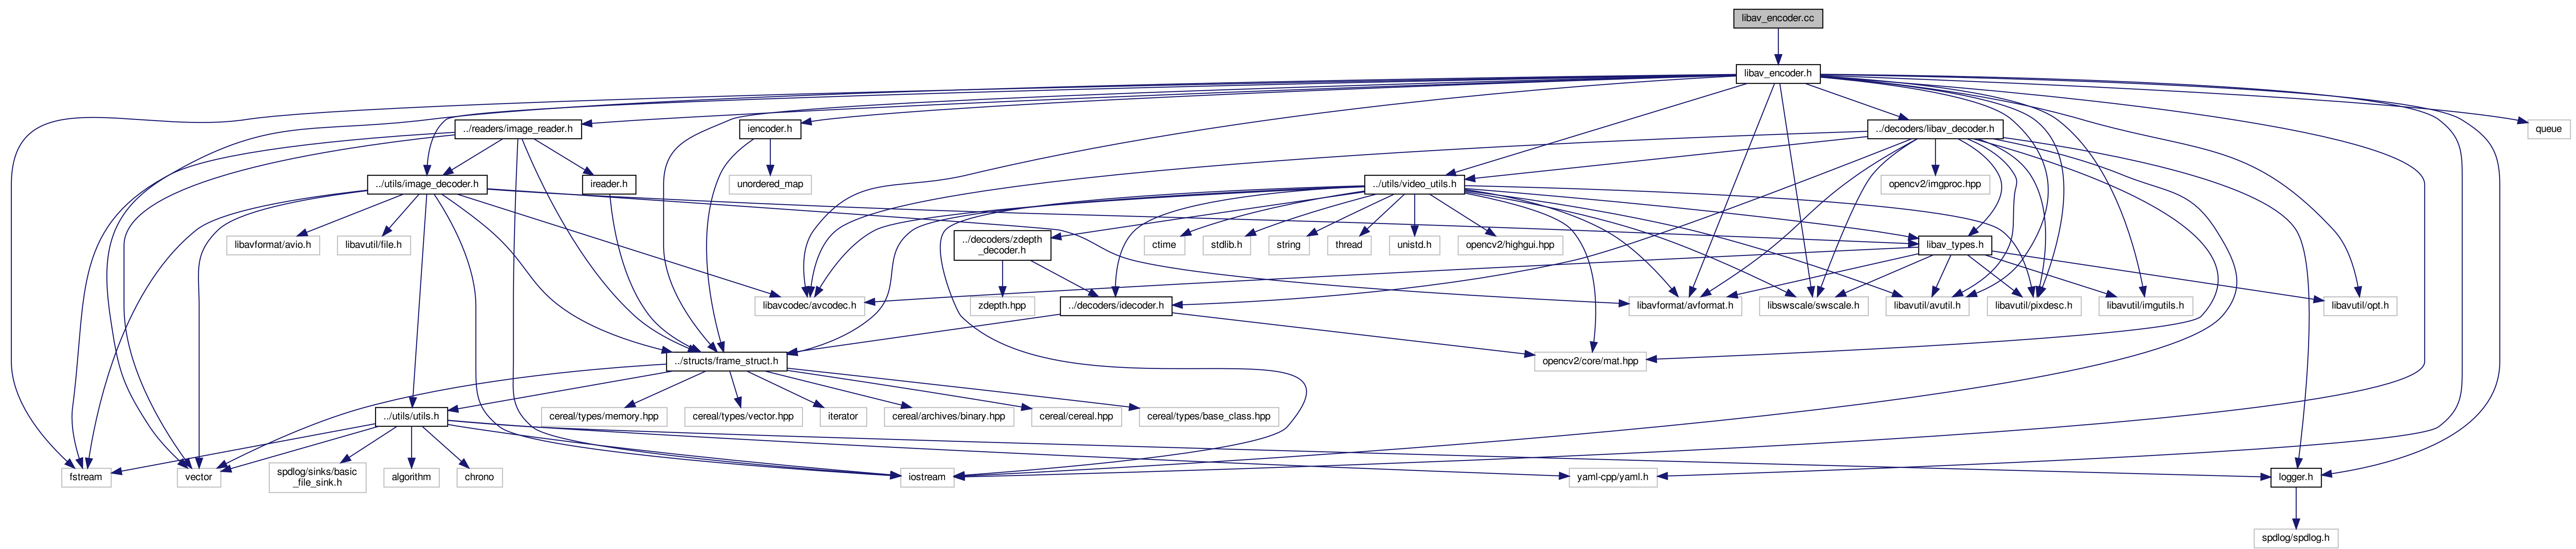 libav_encoder.cc
libav_encoder.h
../readers/image_reader.h
iencoder.h
../decoders/libav_decoder.h
queue
../utils/image_decoder.h
ireader.h
unordered_map
../utils/video_utils.h
opencv2/imgproc.hpp
libavformat/avio.h
libavutil/file.h
../decoders/zdepth
_decoder.h
ctime
stdlib.h
string
thread
unistd.h
opencv2/highgui.hpp
libav_types.h
libavcodec/avcodec.h
zdepth.hpp
../decoders/idecoder.h
libavformat/avformat.h
libswscale/swscale.h
libavutil/avutil.h
libavutil/pixdesc.h
libavutil/imgutils.h
libavutil/opt.h
../structs/frame_struct.h
opencv2/core/mat.hpp
../utils/utils.h
cereal/types/memory.hpp
cereal/types/vector.hpp
iterator
cereal/archives/binary.hpp
cereal/cereal.hpp
cereal/types/base_class.hpp
fstream
vector
spdlog/sinks/basic
_file_sink.h
algorithm
chrono
iostream
yaml-cpp/yaml.h
logger.h
spdlog/spdlog.h